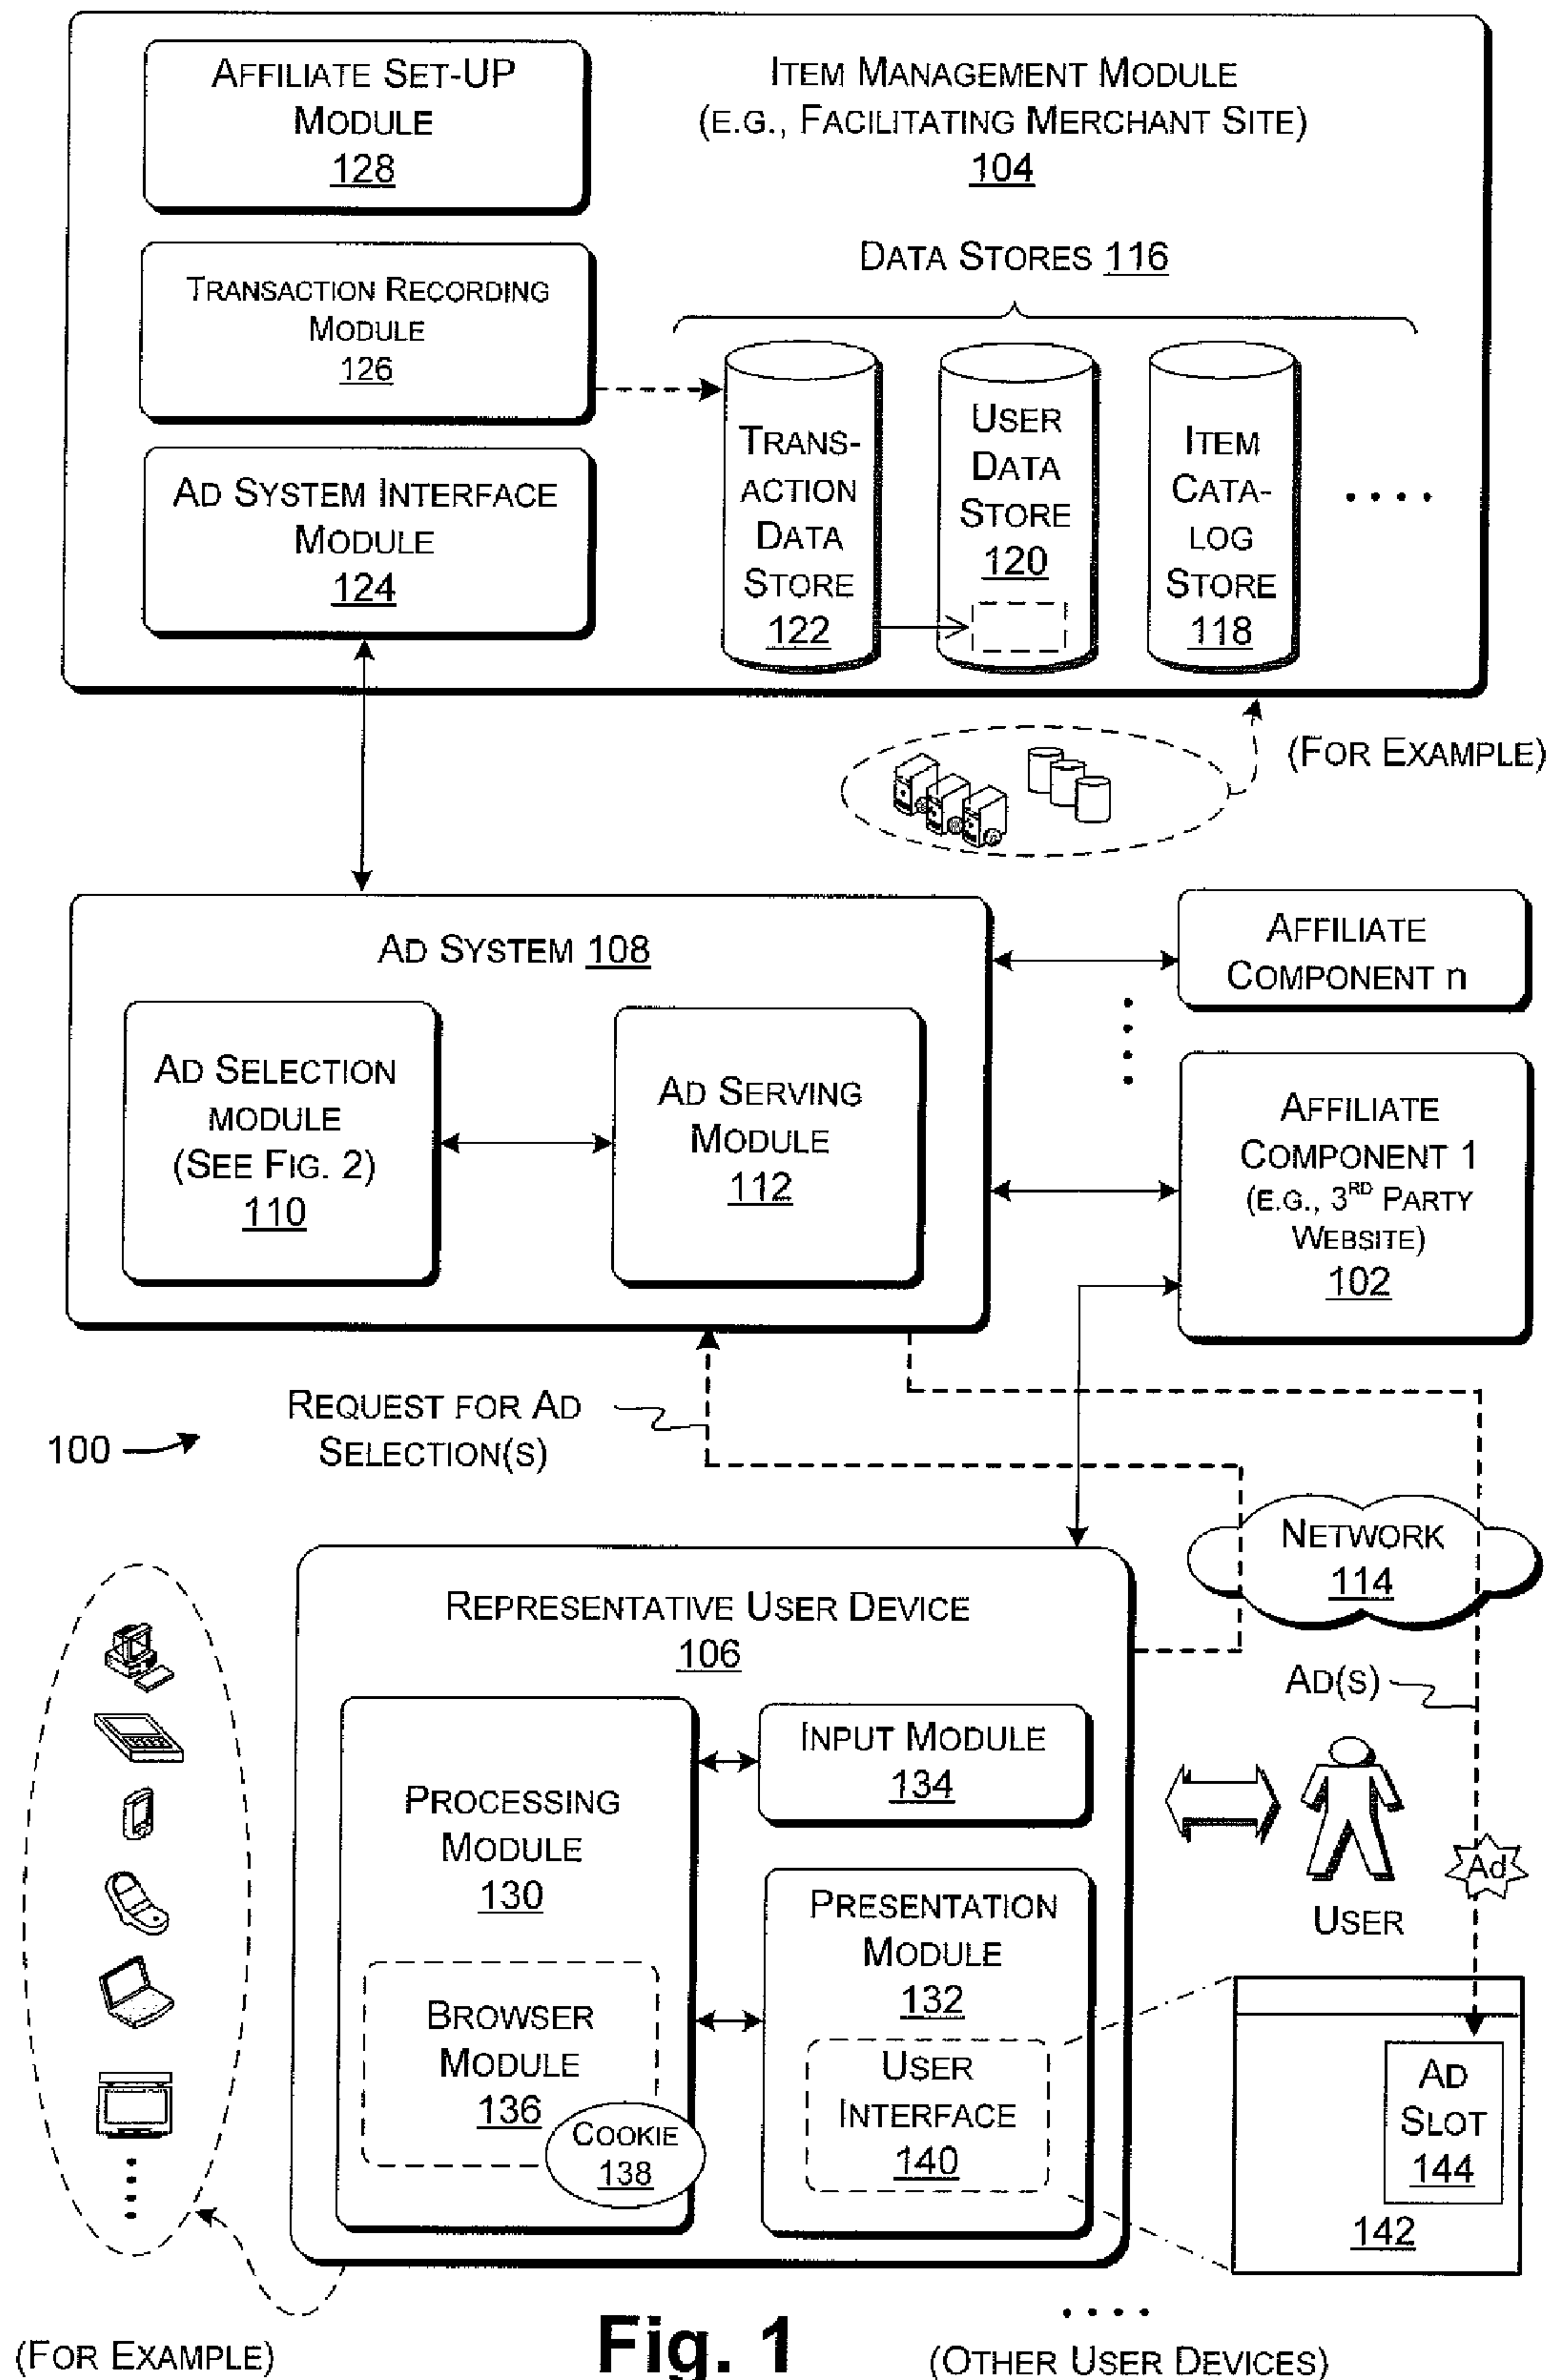 AFFILIATE SET-UP
MODULE
128
ITEM MANAGEMENT MODULE
(E.G., FACILITATING MERCHANT SITE)
104
TRANSACTION RECORDING
MODULE
126
DATA STORES 116
AD SYSTEM INTERFACE
MODULE
124
TRANS-
ACTION
DATA
STORE
122
USER
DATA
STORE
120
ITEM
CATA-
LOG
STORE
118
(FOR EXAMPLE)
AD SYSTEM 108
AD SELECTION
MODULE
(SEE FIG. 2)
110
AD SERVING
MODULE
112
AFFILIATE
COMPONENT n
AFFILIATE
COMPONENT 1
(E.G., 3RD PARTY
WEBSITE)
102
REQUEST FOR AD
SELECTION(S)
100
NETWORK
114
REPRESENTATIVE USER DEVICE
106
AD(S)
PROCESSING
MODULE
130
INPUT MODULE
134
BROWSER
MODULE
136
COOKIE
138
PRESENTATION
MODULE
132
USER
INTERFACE
140
USER
Ad
AD
SLOT
144
142
(FOR EXAMPLE)
Fig. 1
(OTHER USER DEVICES)